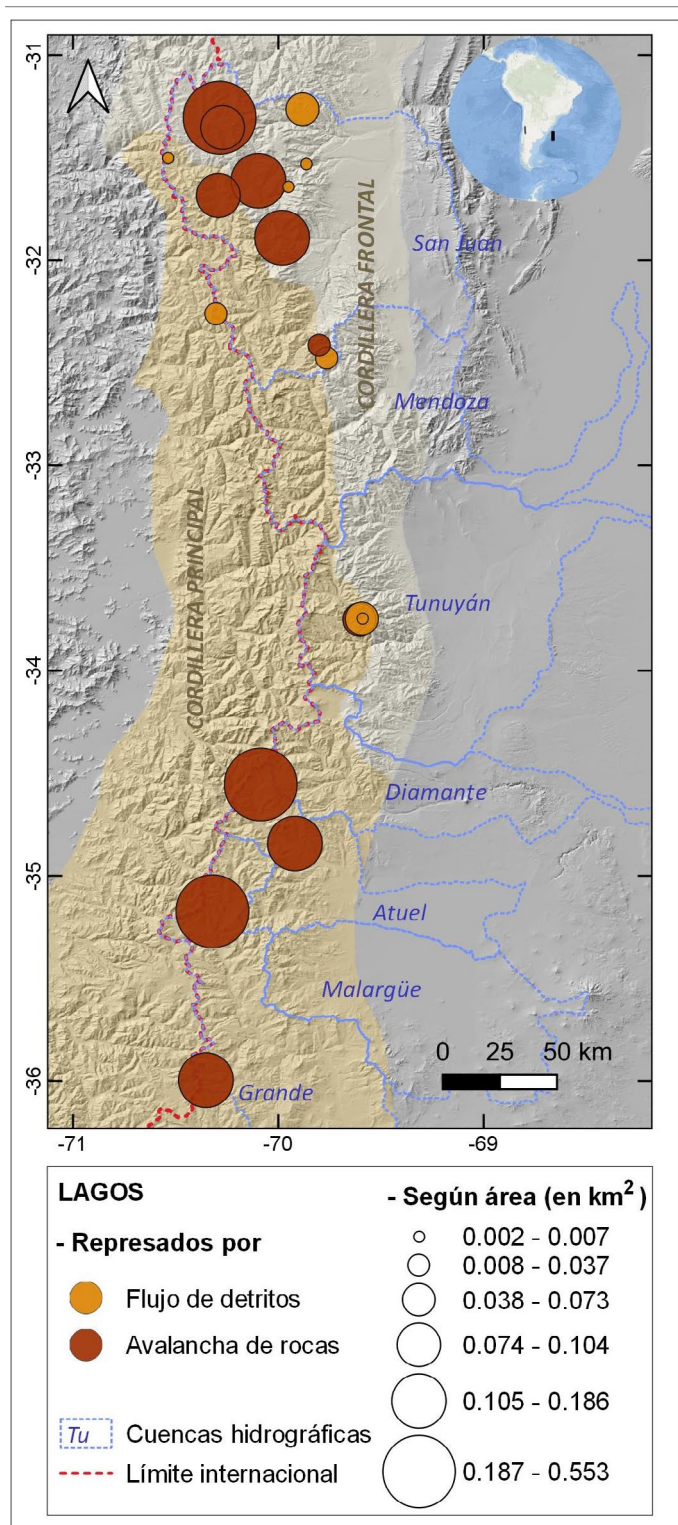 -31
-32
-33
-34
-35
-36
CORDILLERA FRONTAL
San Juan
Mendoza
CORDILLERA PRINCIPAL
Tunuyán
Diamante
Atuel
Malargüe
0 25 50 km
Grande
-71 -70 -69
LAGOS
- Represados por
Flujo de detritos
Avalancha de rocas
Tu Cuencas hidrográficas
Límite internacional
- Según área (en km²)
0.002 - 0.007
0.008 - 0.037
0.038 - 0.073
0.074 - 0.104
0.105 - 0.186
0.187 - 0.553